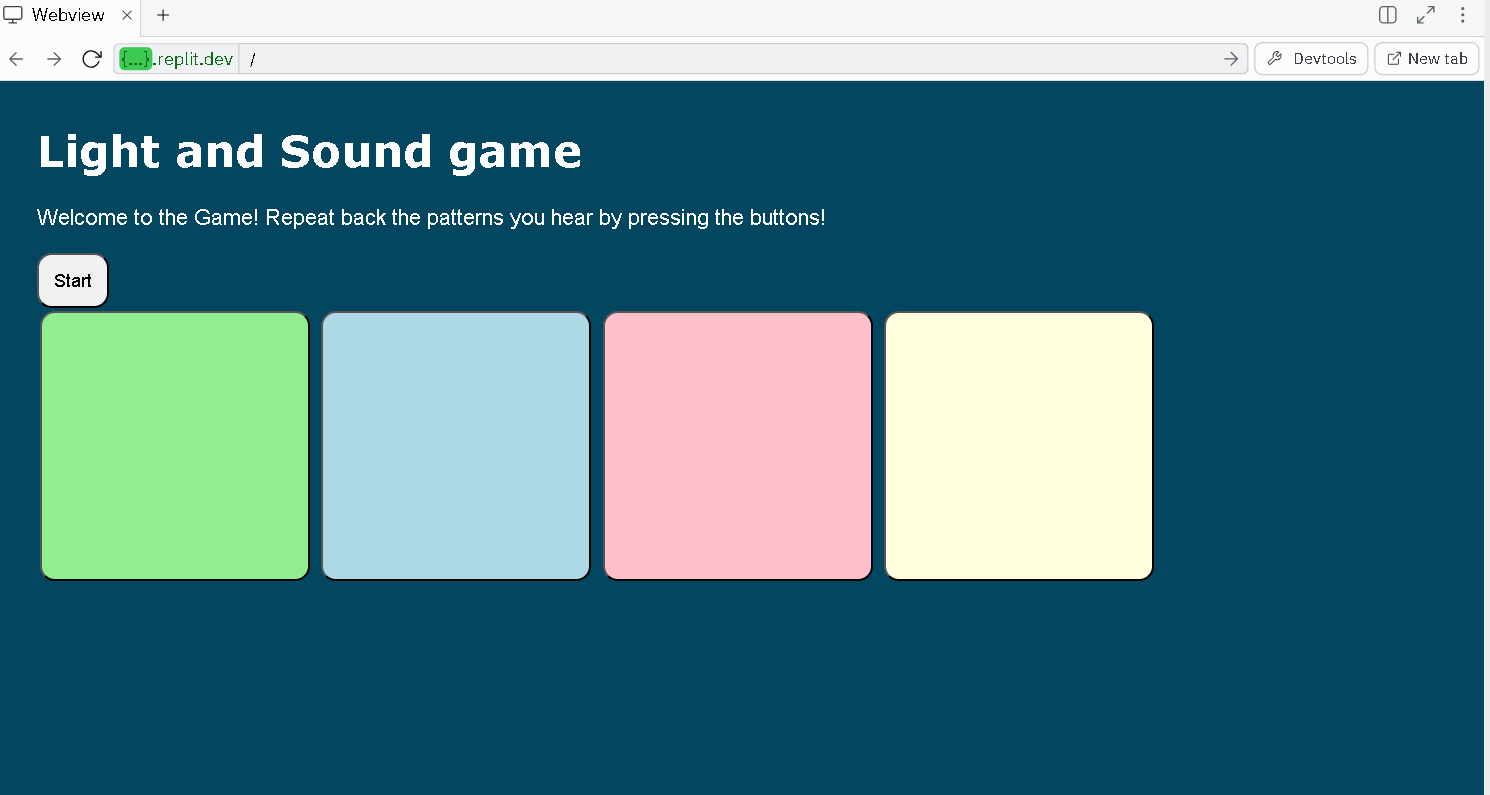 Webview
{...}.replit.dev /
Devtools
New tab
Light and Sound game
Welcome to the Game! Repeat back the patterns you hear by pressing the buttons!
Start